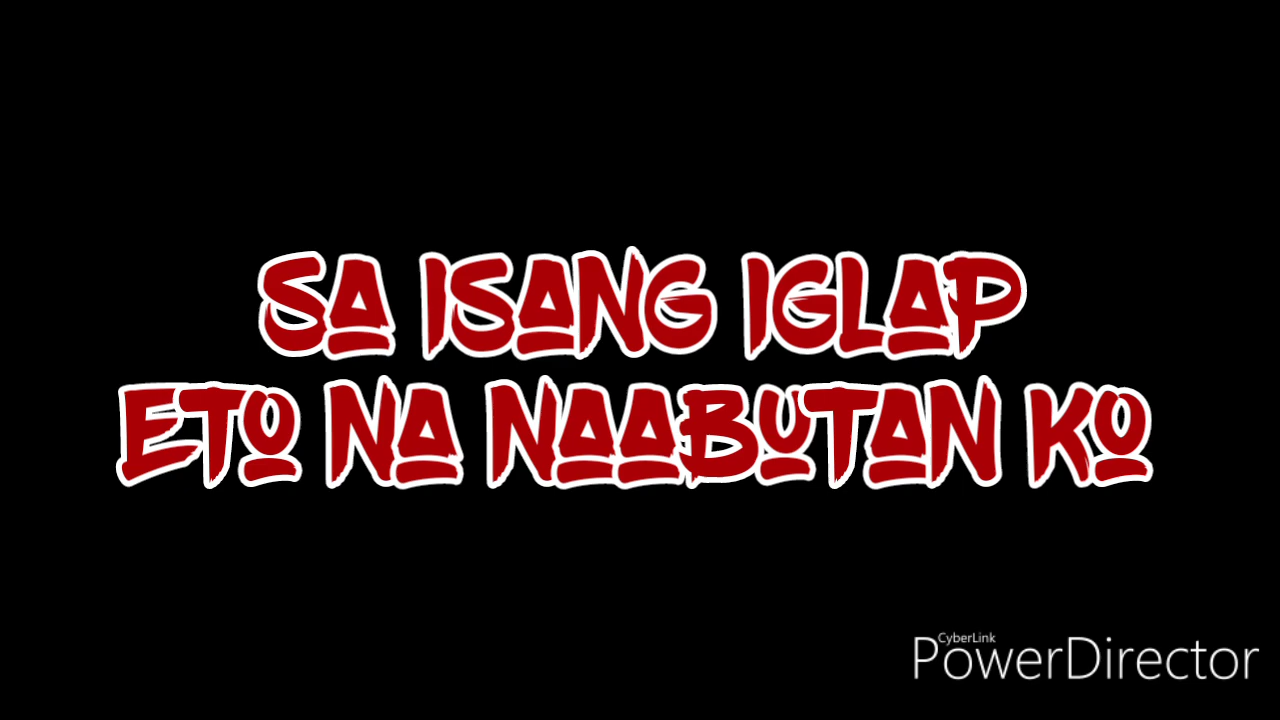 SA ISANG IGLAP
ETO NA NAABUTAN KO
CyberLink
PowerDirector